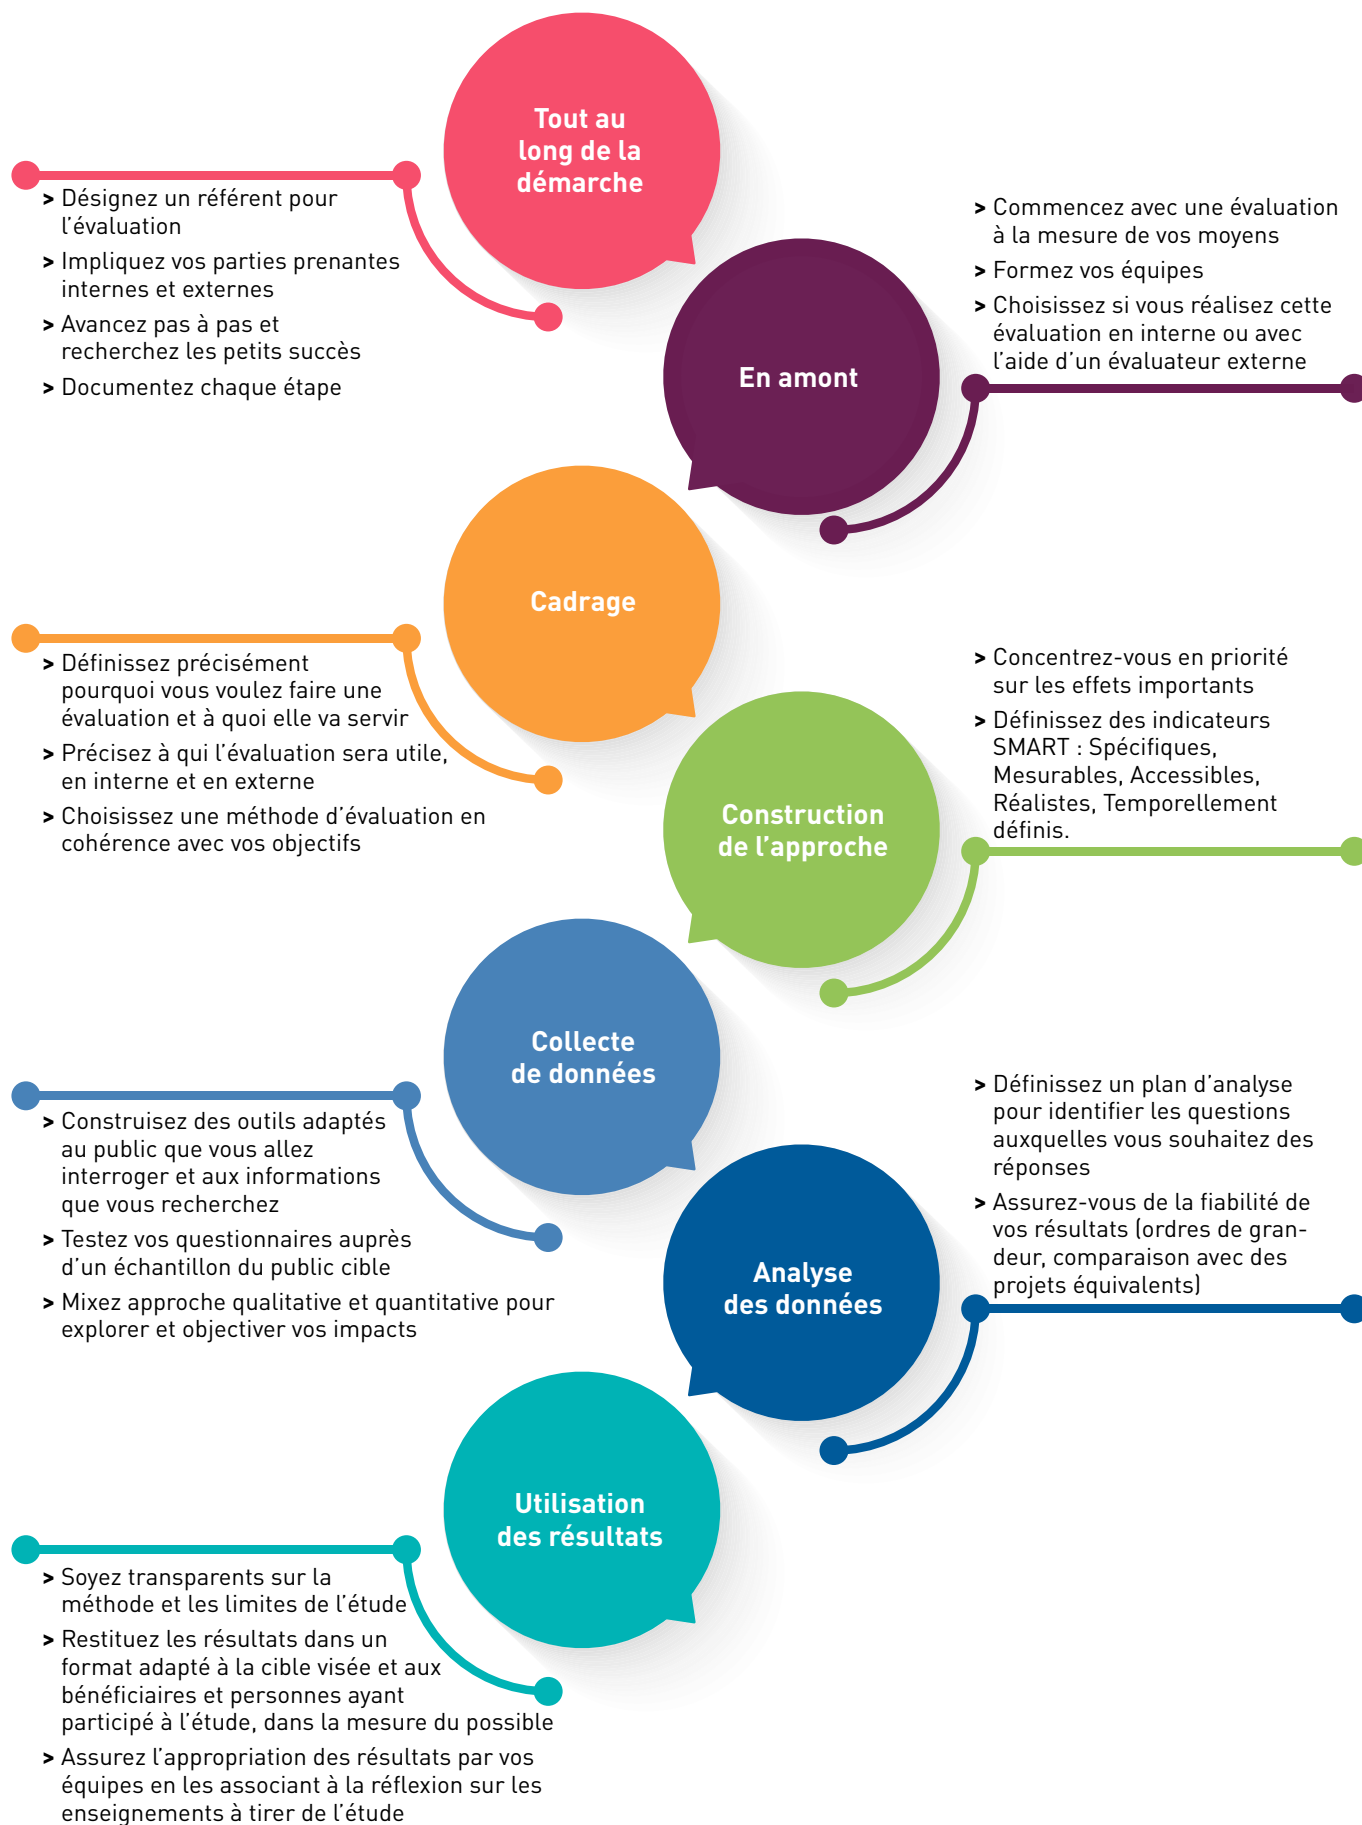 Tout au
long de la
démarche
> Désignez un référent pour
l’évaluation
> Impliquez vos parties prenantes
internes et externes
> Avancez pas à pas et
recherchez les petits succès
> Documentez chaque étape
En amont
> Commencez avec une évaluation
à la mesure de vos moyens
> Formez vos équipes
> Choisissez si vous réalisez cette
évaluation en interne ou avec
l’aide d’un évaluateur externe
Cadrage
> Définissez précisément
pourquoi vous voulez faire une
évaluation et à quoi elle va servir
> Précisez à qui l’évaluation sera utile,
en interne et en externe
> Choisissez une méthode d’évaluation en
cohérence avec vos objectifs
Construction
de l’approche
> Concentrez-vous en priorité
sur les effets importants
> Définissez des indicateurs
SMART : Spécifiques,
Mesurables, Accessibles,
Réalistes, Temporellement
définis.
Collecte
de données
> Construisez des outils adaptés
au public que vous allez
interroger et aux informations
que vous recherchez
> Testez vos questionnaires auprès
d’un échantillon du public cible
> Mixez approche qualitative et quantitative pour
explorer et objectiver vos impacts
Analyse
des données
> Définissez un plan d’analyse
pour identifier les questions
auxquelles vous souhaitez des
réponses
> Assurez-vous de la fiabilité de
vos résultats (ordres de gran-
deur, comparaison avec des
projets équivalents)
Utilisation
des résultats
> Soyez transparents sur la
méthode et les limites de l’étude
> Restituez les résultats dans un
format adapté à la cible visée et aux
bénéficiaires et personnes ayant
participé à l’étude, dans la mesure du possible
> Assurez l’appropriation des résultats par vos
équipes en les associant à la réflexion sur les
enseignements à tirer de l’étude